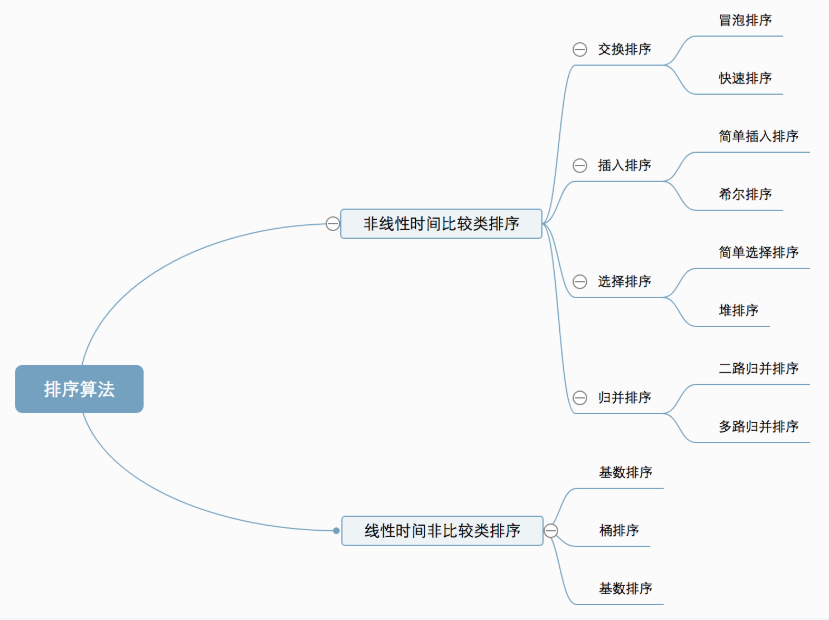 冒泡排序
交换排序
快速排序
简单插入排序
插入排序
希尔排序
非线性时间比较类排序
简单选择排序
选择排序
堆排序
二路归并排序
排序算法
归并排序
多路归并排序
基数排序
线性时间非比较类排序
桶排序
基数排序